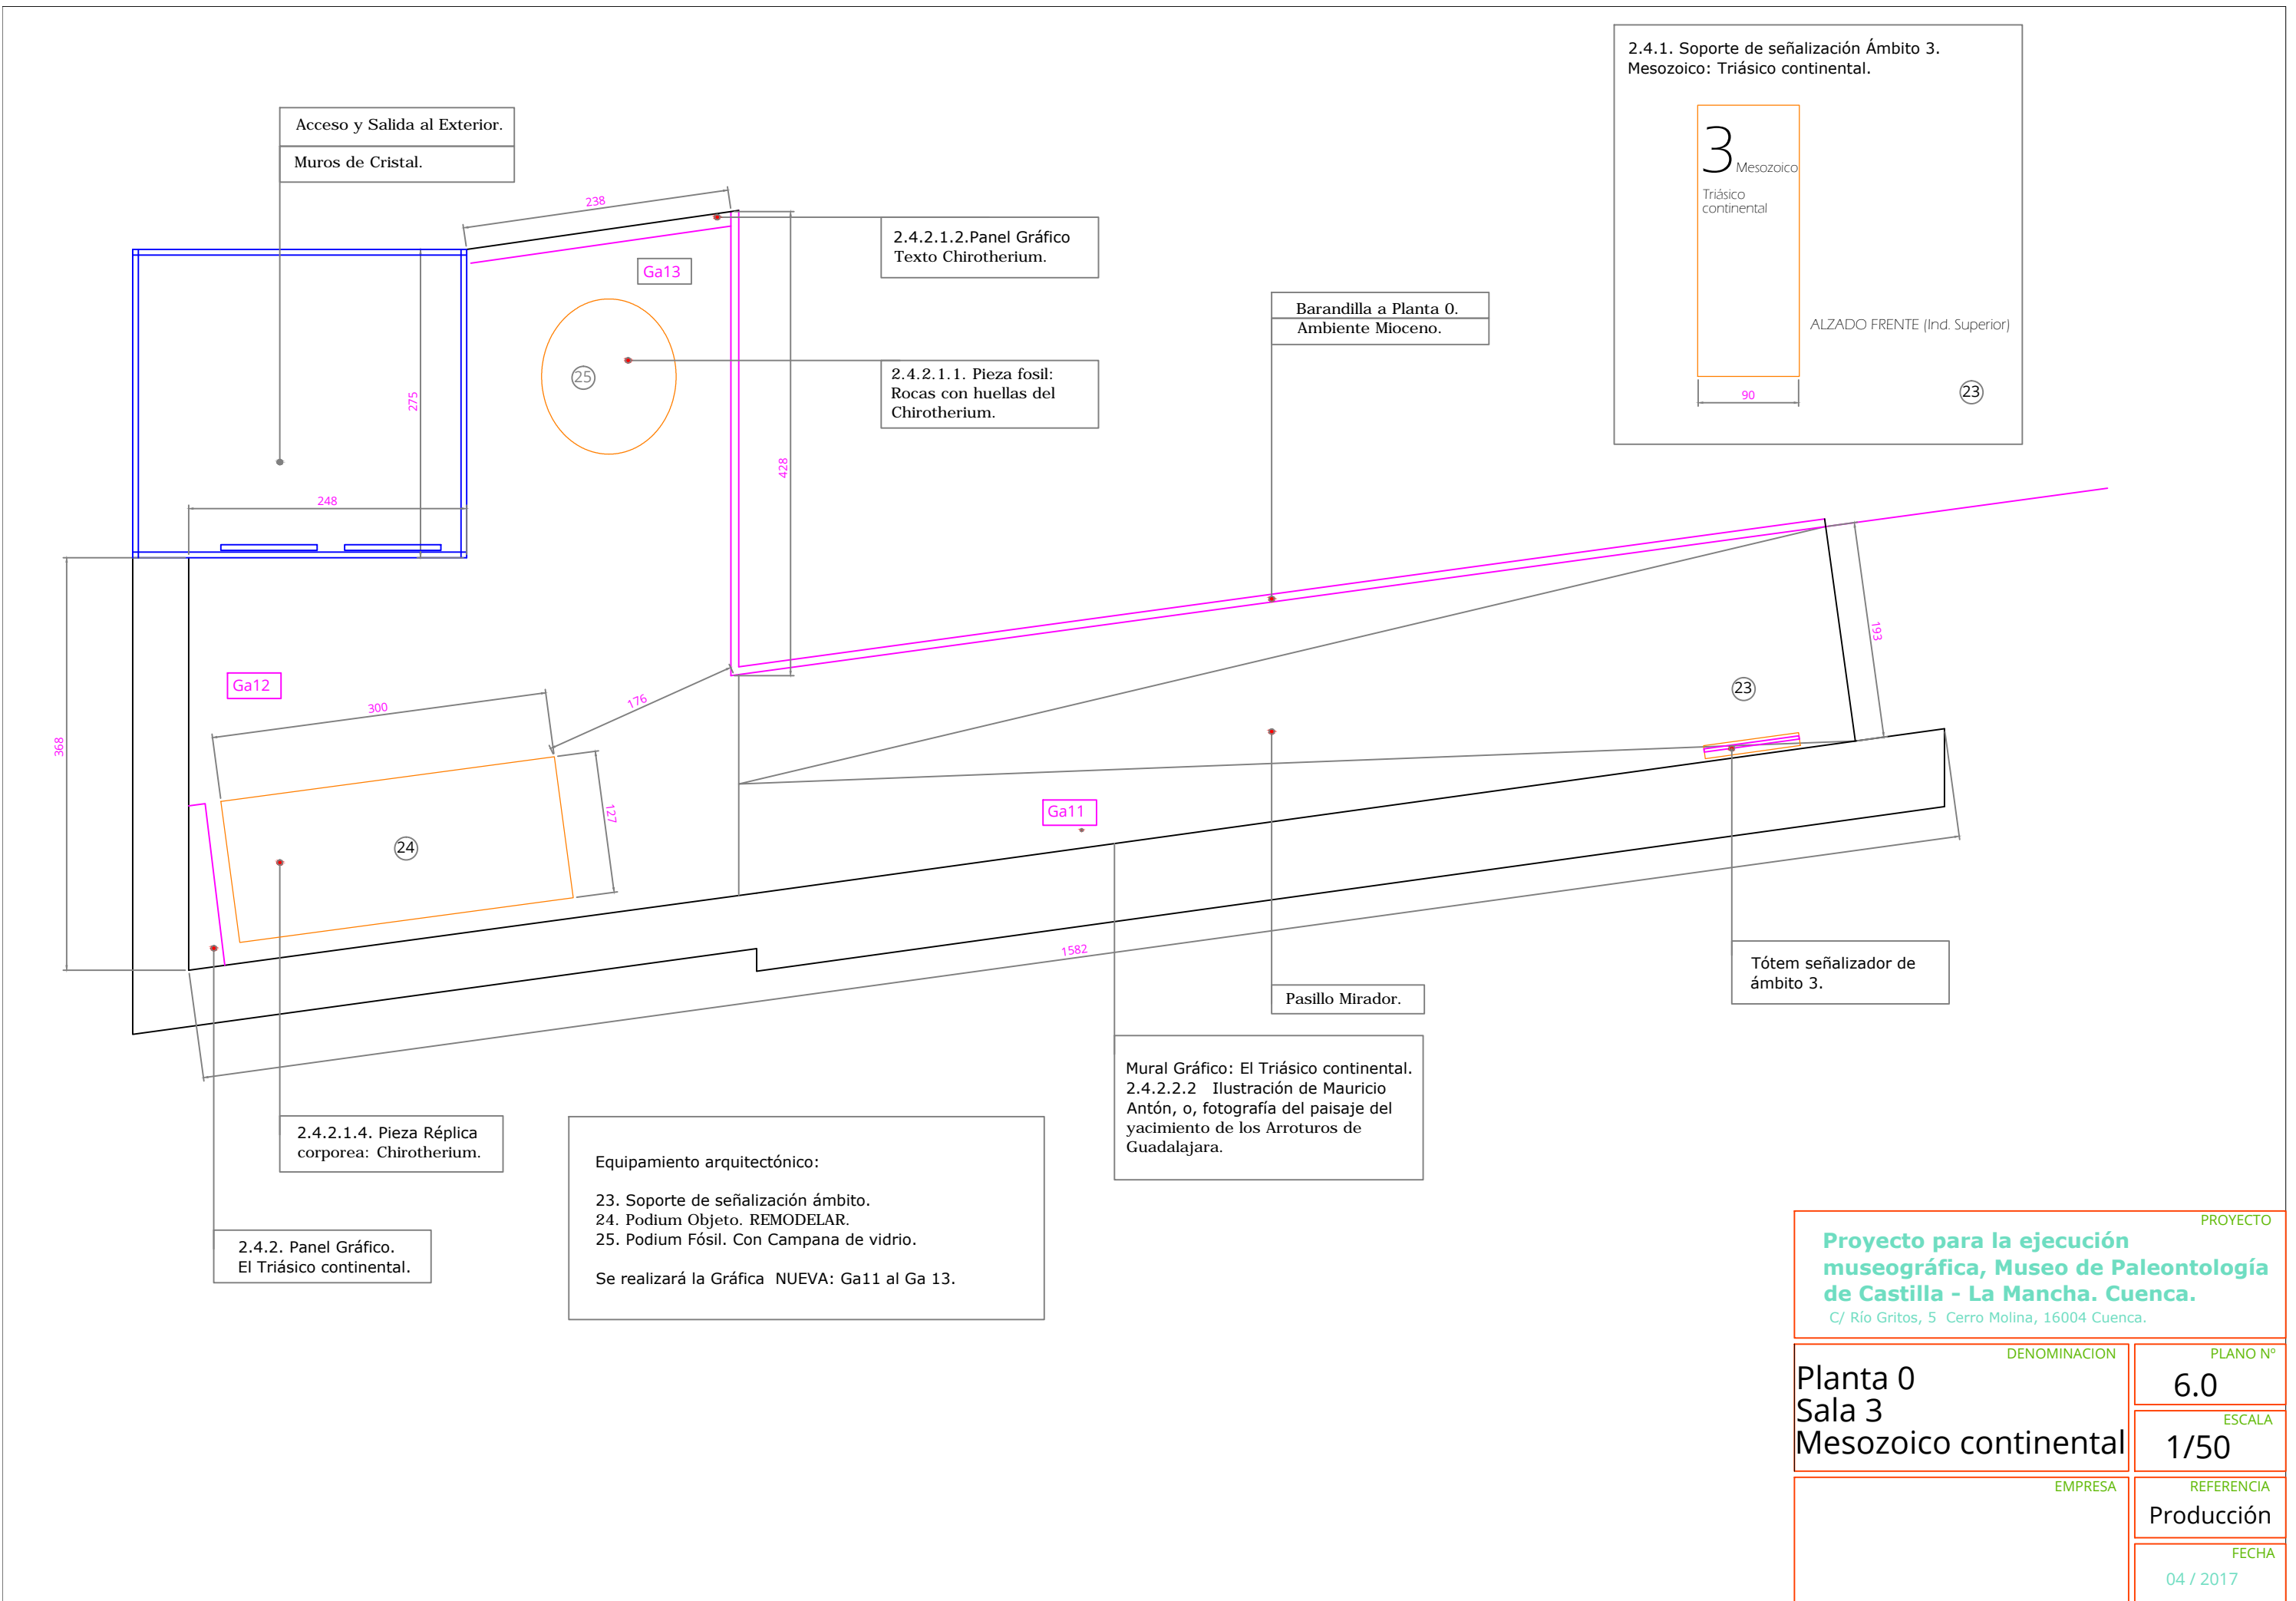 2.4.1. Soporte de señalización Ámbito 3.
Mesozoico: Triásico continental.
3 Mesozoico
Triásico
continental
ALZADO FRENTE (Ind. Superior)
90
23
Acceso y Salida al Exterior.
Muros de Cristal.
238
2.4.2.1.2.Panel Gráfico
Texto Chirotherium.
Ga13
Barandilla a Planta 0.
Ambiente Mioceno.
25
2.4.2.1.1. Pieza fosil:
Rocas con huellas del
Chirotherium.
275
428
248
193
Ga12
23
176
300
368
127
Ga11
24
1582
Tótem señalizador de
ámbito 3.
Pasillo Mirador.
Mural Gráfico: El Triásico continental.
2.4.2.2.2 Ilustración de Mauricio
Antón, o, fotografía del paisaje del
yacimiento de los Arroturos de
Guadalajara.
2.4.2.1.4. Pieza Réplica
corporea: Chirotherium.
2.4.2. Panel Gráfico.
El Triásico continental.
Equipamiento arquitectónico:
23. Soporte de señalización ámbito.
24. Podium Objeto. REMODELAR.
25. Podium Fósil. Con Campana de vidrio.
Se realizará la Gráfica NUEVA: Ga11 al Ga 13.
PROYECTO
Proyecto para la ejecución
museográfica, Museo de Paleontología
de Castilla - La Mancha. Cuenca.
C/ Río Gritos, 5 Cerro Molina, 16004 Cuenca.
DENOMINACION
Planta 0
Sala 3
Mesozoico continental
PLANO Nº
6.0
ESCALA
1/50
EMPRESA
REFERENCIA
Producción
FECHA
04 / 2017